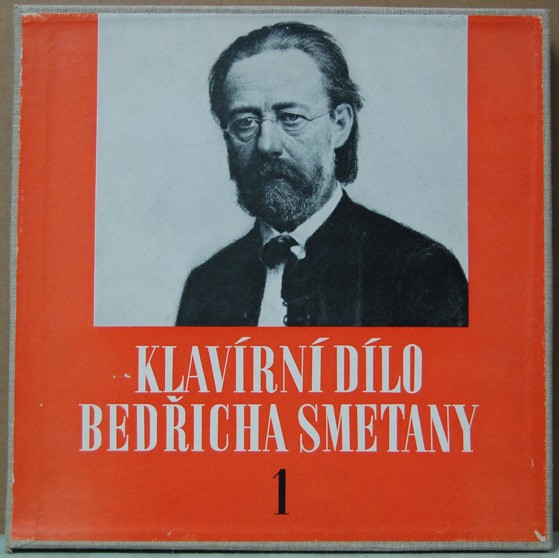 KLAVÍRNÍ DÍLO
BEDŘICHA SMETANY
1